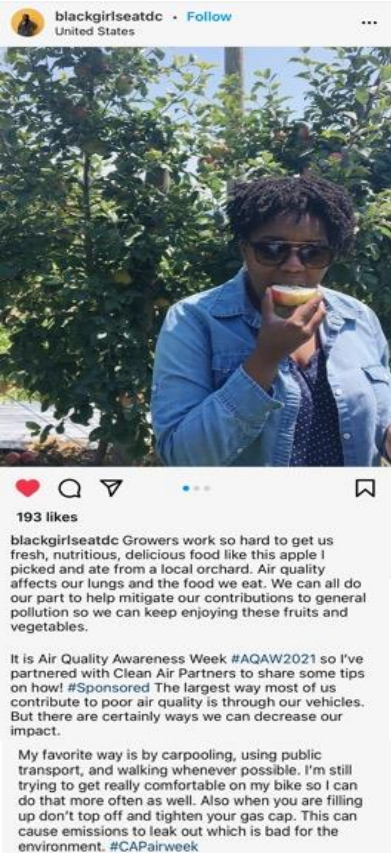 blackgirlseatdc • Follow
United States
193 likes
blackgirlseatdc Growers work so hard to get us
fresh, nutritious, delicious food like this apple I
picked and ate from a local orchard. Air quality
affects our lungs and the food we eat. We can all do
our part to help mitigate our contributions to general
pollution so we can keep enjoying these fruits and
vegetables.
It is Air Quality Awareness Week #AQAW2021 so I've
partnered with Clean Air Partners to share some tips
on how! #Sponsored The largest way most of us
contribute to poor air quality is through our vehicles.
But there are certainly ways we can decrease our
impact.
My favorite way is by carpooling, using public
transport, and walking whenever possible. I'm still
trying to get really comfortable on my bike so I can
do that more often as well. Also when you are filling
up don't top off and tighten your gas cap. This can
cause emissions to leak out which is bad for the
environment. #CAPairweek